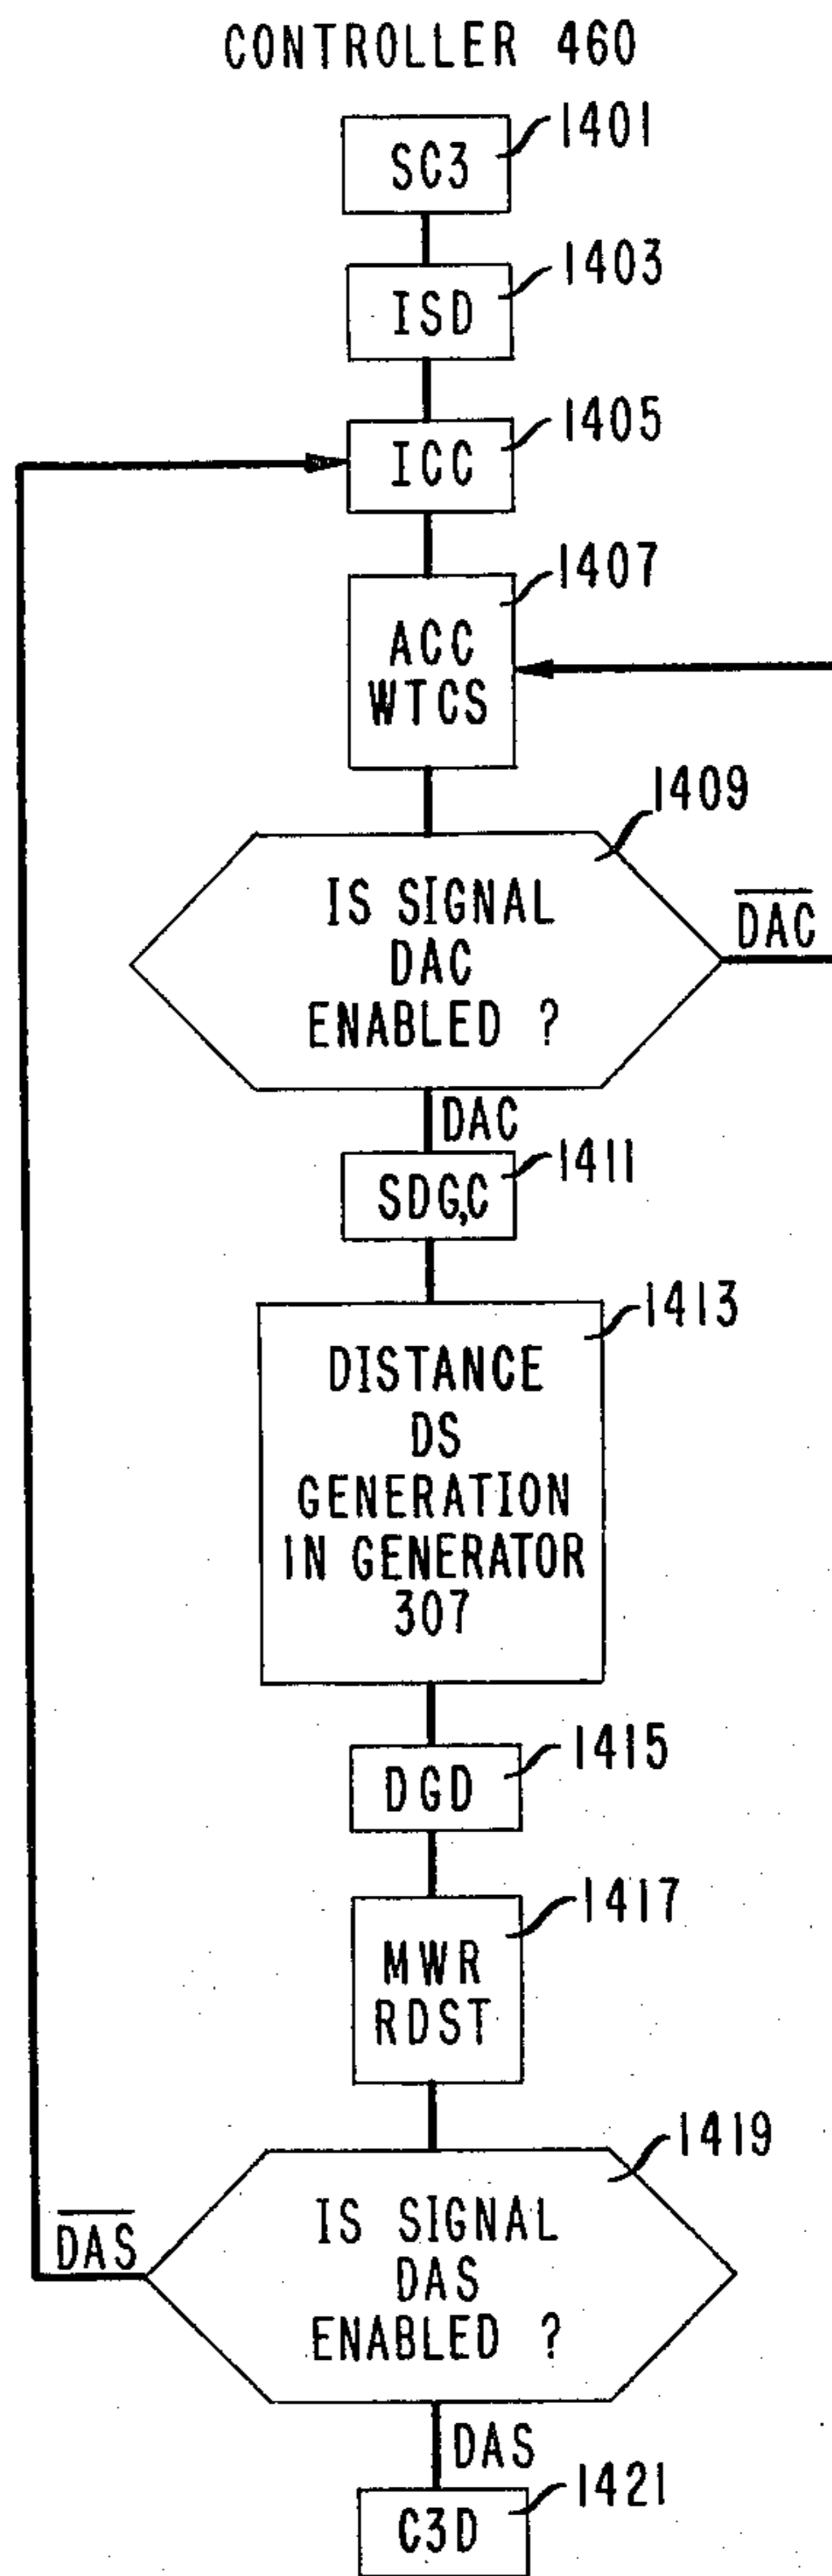 CONTROLLER 460
1401
SC3
1403
ISD
1405
ICC
1407
ACC
WTCS
1409
IS SIGNAL
DAC
ENABLED ?
DAC
DAC
1411
SDG,C
1413
DISTANCE
DS
GENERATION
IN GENERATOR
307
1415
DGD
1417
MWR
RDST
1419
IS SIGNAL
DAS
ENABLED ?
DAS
DAS
1421
C3D